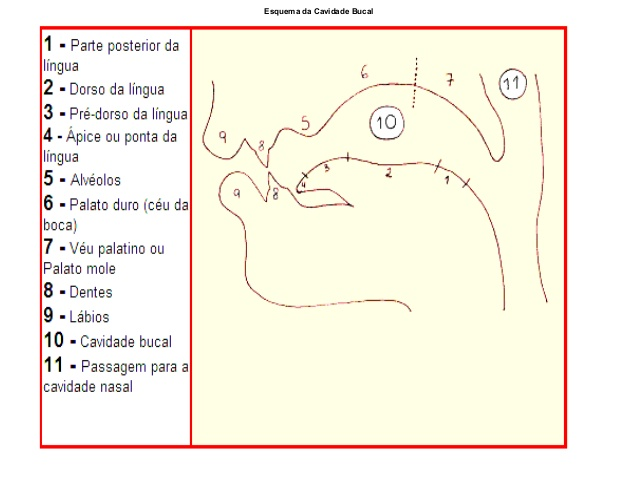 Esquema da Cavidade Bucal
1 - Parte posterior da
língua
2 - Dorso da língua
3 - Pré-dorso da língua
4 - Ápice ou ponta da
língua
5 - Alvéolos
6 - Palato duro (céu da
boca)
7 - Véu palatino ou
Palato mole
8 - Dentes
9 - Lábios
10 - Cavidade bucal
11 - Passagem para a
cavidade nasal
6
7
11
5
10
9
8
3
2
1
4
9
8